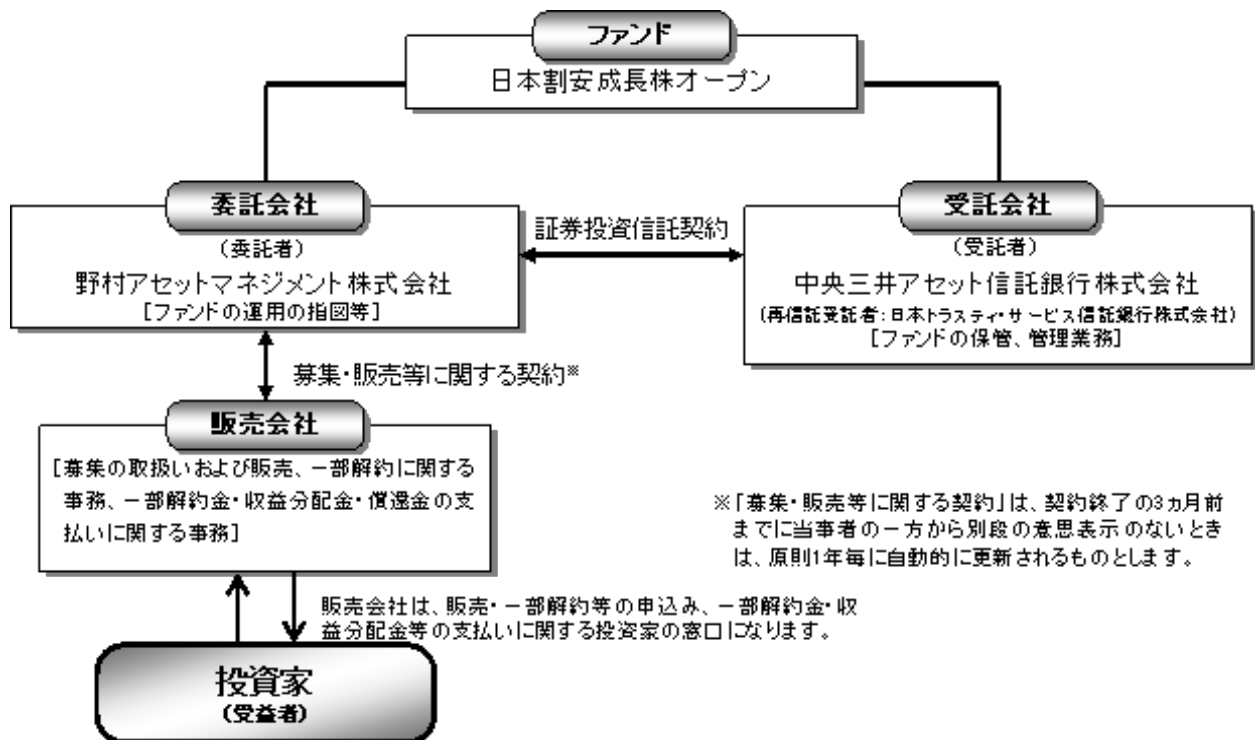 ファンド
日本割安成長株オープン
委託会社
(委託者)
野村アセットマネジメント株式会社
[ファンドの運用の指図等]
証券投資信託契約
受託会社
(受託者)
中央三井アセット信託銀行株式会社
(再信託受託者:日本トラスティ・サービス信託銀行株式会社)
[ファンドの保管、管理業務]
募集・販売等に関する契約※
販売会社
[募集の取扱いおよび販売、一部解約に関する
事務、一部解約金・収益分配金・償還金の支
払いに関する事務]
※「募集・販売等に関する契約」は、契約終了の3ヵ月前
までに当事者の一方から別段の意思表示のないとき
は、原則1年毎に自動的に更新されるものとします。
販売会社は、販売・一部解約等の申込み、一部解約金・収
益分配金等の支払いに関する投資家の窓口になります。
投資家
(受益者)